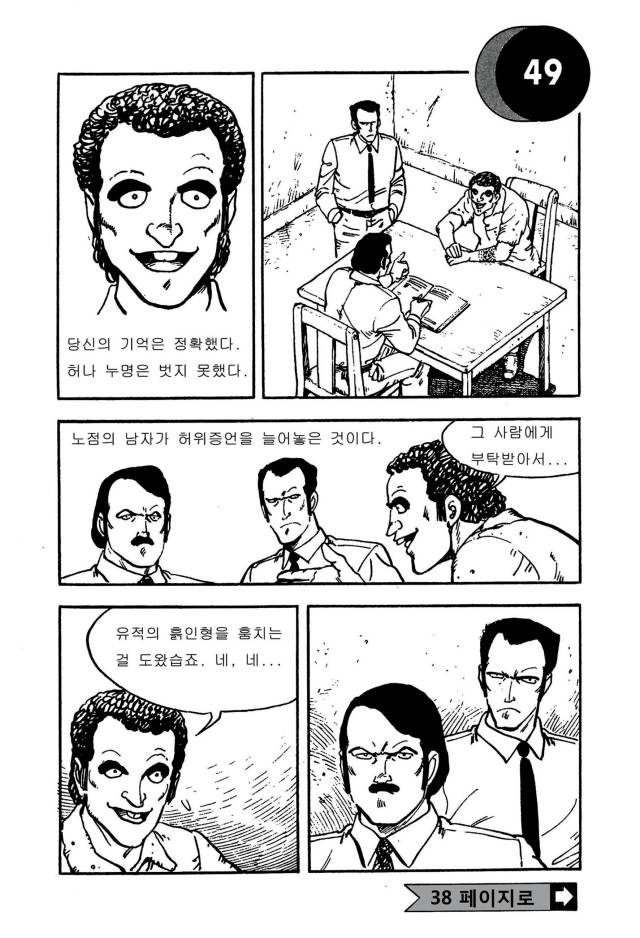 49
당신의 기억은 정확했다.
허나 누명은 벗지 못했다.
노점의 남자가 허위증언을 늘어놓은 것이다.
그 사람에게
부탁받아서...
유적의 흙인형을 훔치는
걸 도왔습죠. 네, 네...
38 페이지로